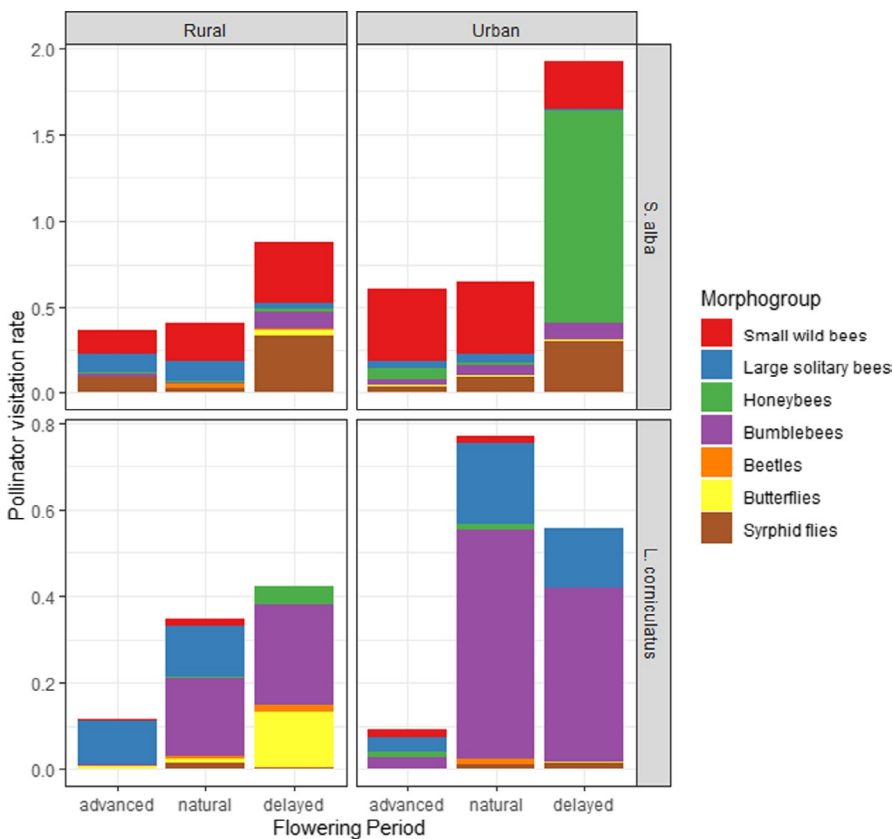 Rural
Urban
2.0
1.5
1.0
0.5
0.0
S. alba
0.8
0.6
0.4
0.2
0.0
L. corniculatus
Pollinator visitation rate
advanced
natural
delayed
advanced
natural
delayed
Flowering Period
Morphogroup
Small wild bees
Large solitary bees
Honeybees
Bumblebees
Beetles
Butterflies
Syrphid flies